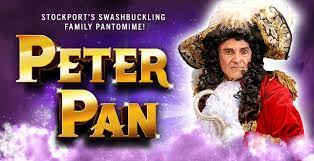 STOCKPORT'S SWASHBUCKLING
FAMILY PANTOMIME!
PETER
PAN